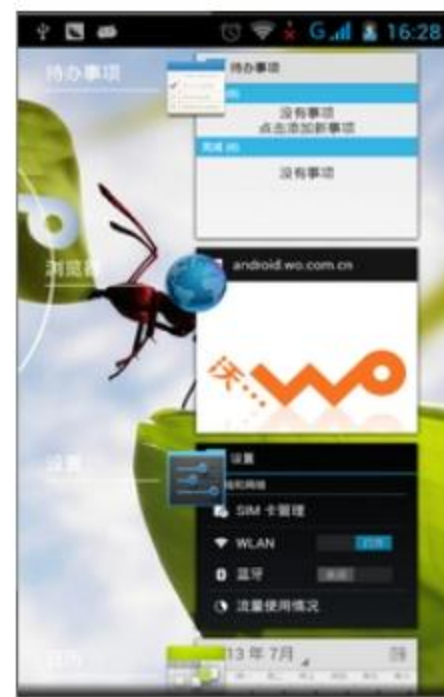 G 16:28
待办事项
待办事项
没有事项
点击添加新事项
没有事项
浏览器
android.wo.com.cn
沃...
wo
设置
设置
SIM 卡管理
WLAN
蓝牙
流量使用情况
13 年 7月